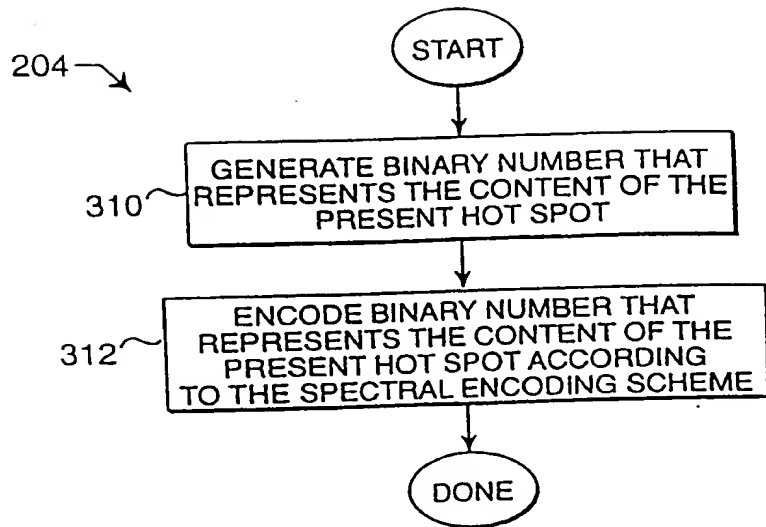 START
204
GENERATE BINARY NUMBER THAT
REPRESENTS THE CONTENT OF THE
PRESENT HOT SPOT
310
ENCODE BINARY NUMBER THAT
REPRESENTS THE CONTENT OF THE
PRESENT HOT SPOT ACCORDING
TO THE SPECTRAL ENCODING SCHEME
312
DONE